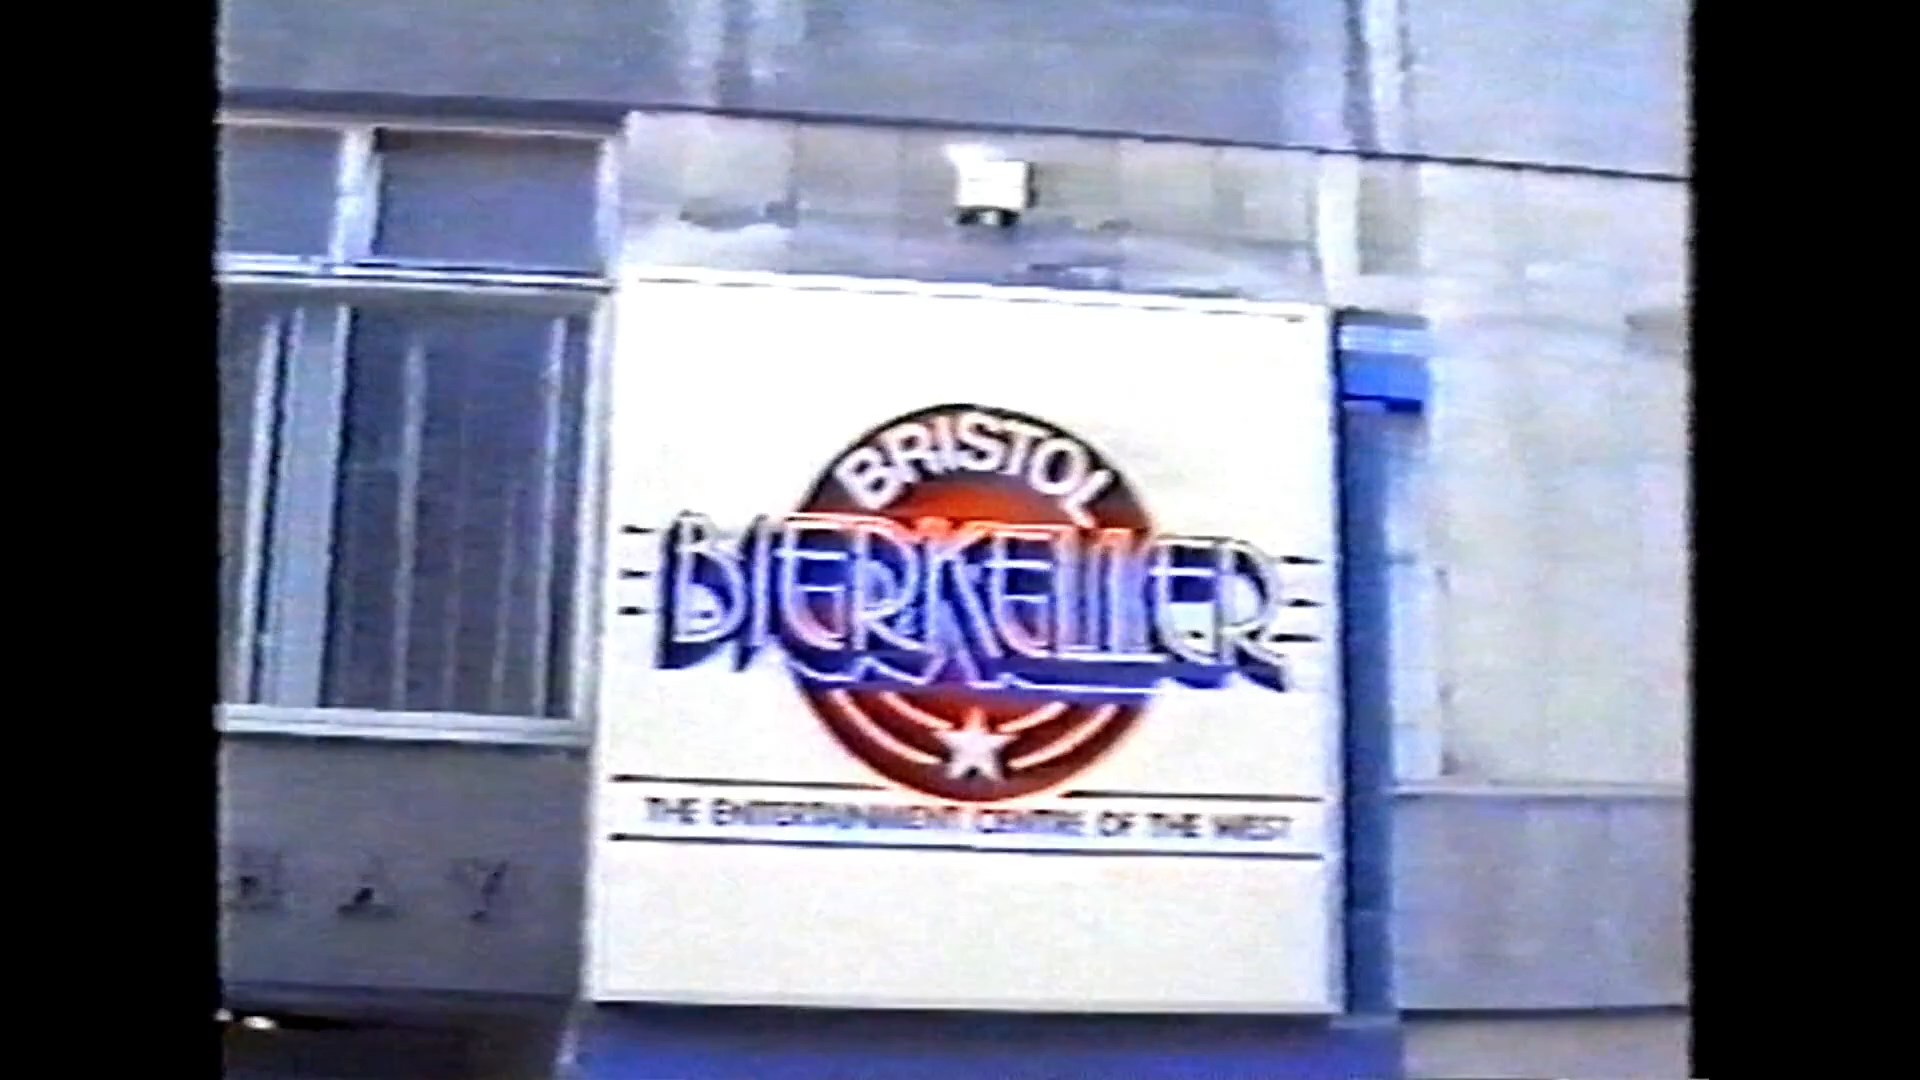 BRISTOL
BIERKELLER
THE ENTERTAINMENT CENTRE OF THE WEST